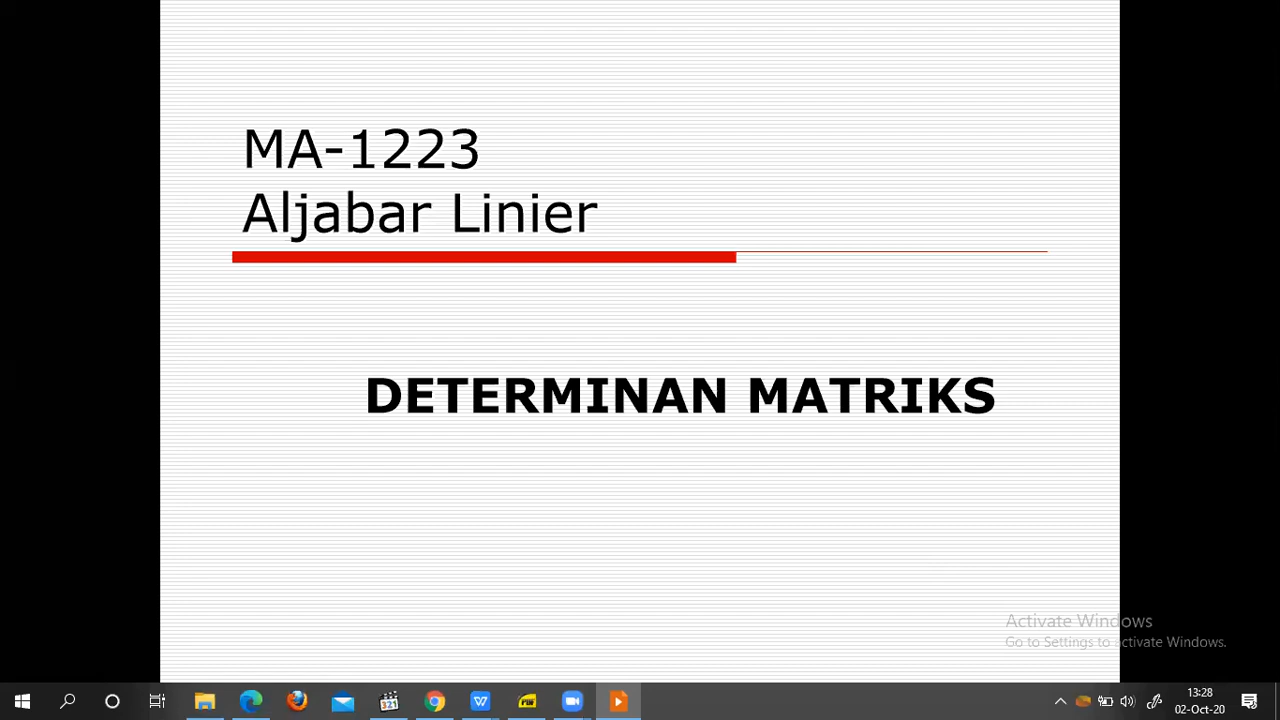 MA-1223
Aljabar Linier
DETERMINAN MATRIKS
Activate Windows
Go to Settings to activate Windows.
321
13:28
02-Oct-20